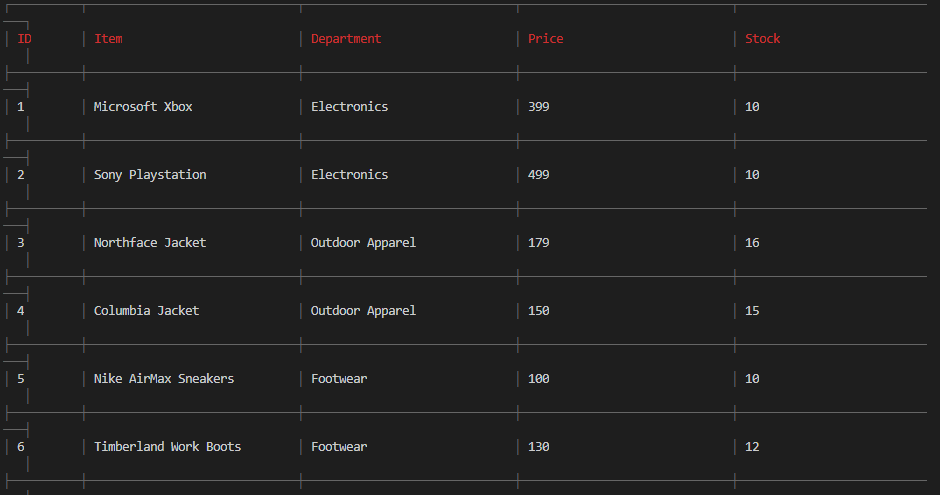 ID Item Department Price Stock
1 Microsoft Xbox Electronics 399 10
2 Sony Playstation Electronics 499 10
3 Northface Jacket Outdoor Apparel 179 16
4 Columbia Jacket Outdoor Apparel 150 15
5 Nike AirMax Sneakers Footwear 100 10
6 Timberland Work Boots Footwear 130 12